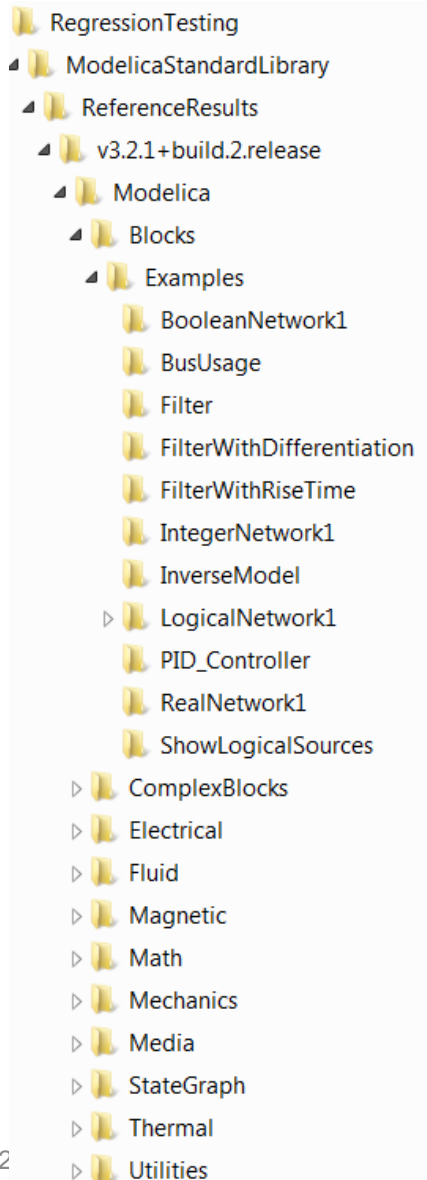 RegressionTesting
ModelicaStandardLibrary
ReferenceResults
v3.2.1+build.2.release
Modelica
Blocks
Examples
BooleanNetwork1
BusUsage
Filter
FilterWithDifferentiation
FilterWithRiseTime
IntegerNetwork1
InverseModel
LogicalNetwork1
PID_Controller
RealNetwork1
ShowLogicalSources
ComplexBlocks
Electrical
Fluid
Magnetic
Math
Mechanics
Media
StateGraph
Thermal
2
Utilities